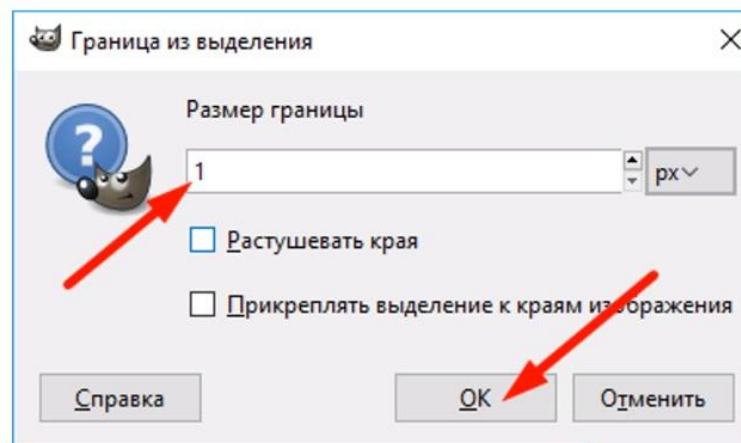 Граница из выделения
Размер границы
1 px
Растушевать края
Прикреплять выделение к краям изображения
Справка OK Отменить